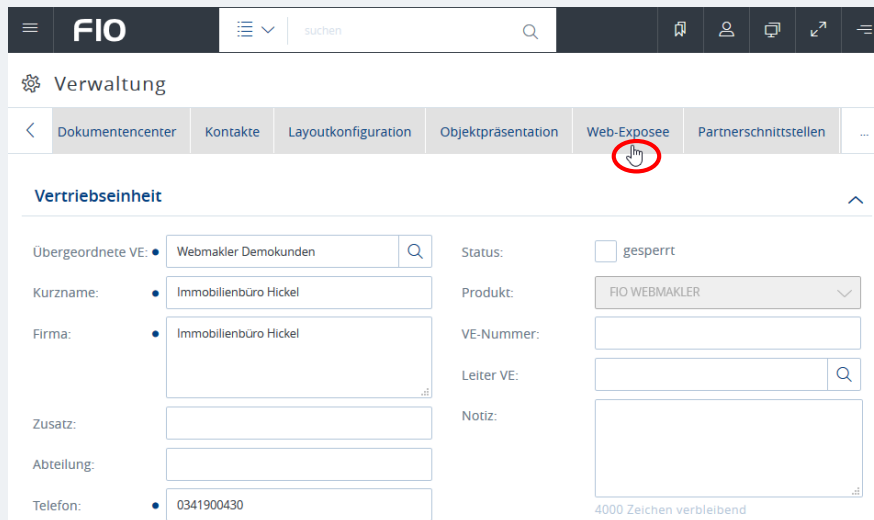 FIO
suchen
Verwaltung
Dokumentencenter Kontakte Layoutkonfiguration Objektpräsentation Web-Exposee Partnerschnittstellen ...
Vertriebseinheit
Übergeordnete VE: Webmakler Demokunden Status: gesperrt
Kurzname: Immobilienbüro Hickel Produkt: FIO WEBMAKLER
Firma: Immobilienbüro Hickel VE-Nummer:
Leiter VE:
Zusatz: Notiz:
Abteilung:
Telefon: 0341900430
4000 Zeichen verbleibend